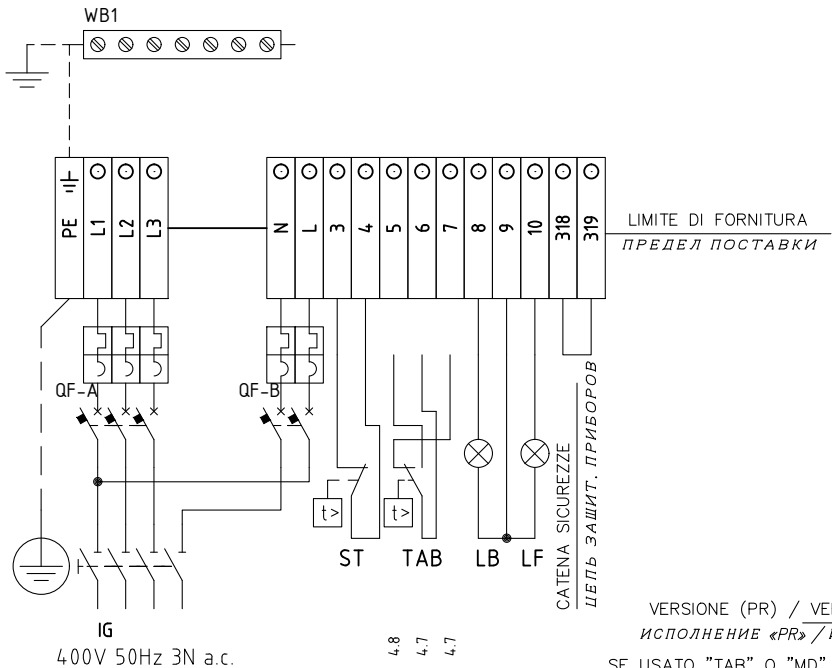 WB1
PE L1 L2 L3 N L 3 4 5 6 7 8 9 10 318 319
LIMITE DI FORNITURA
ПРЕДЕЛ ПОСТАВКИ
QF-A QF-B
t> t>
ST TAB LB LF
CATENA SICUREZZE
ЦЕПЬ ЗАЩИТ. ПРИБОРОВ
IG
400V 50Hz 3N a.c.
4.8 4.7 4.7
VERSIONE (PR) /
ИСПОЛНЕНИЕ «PR» /
SE USATO "TAB" O "MD"